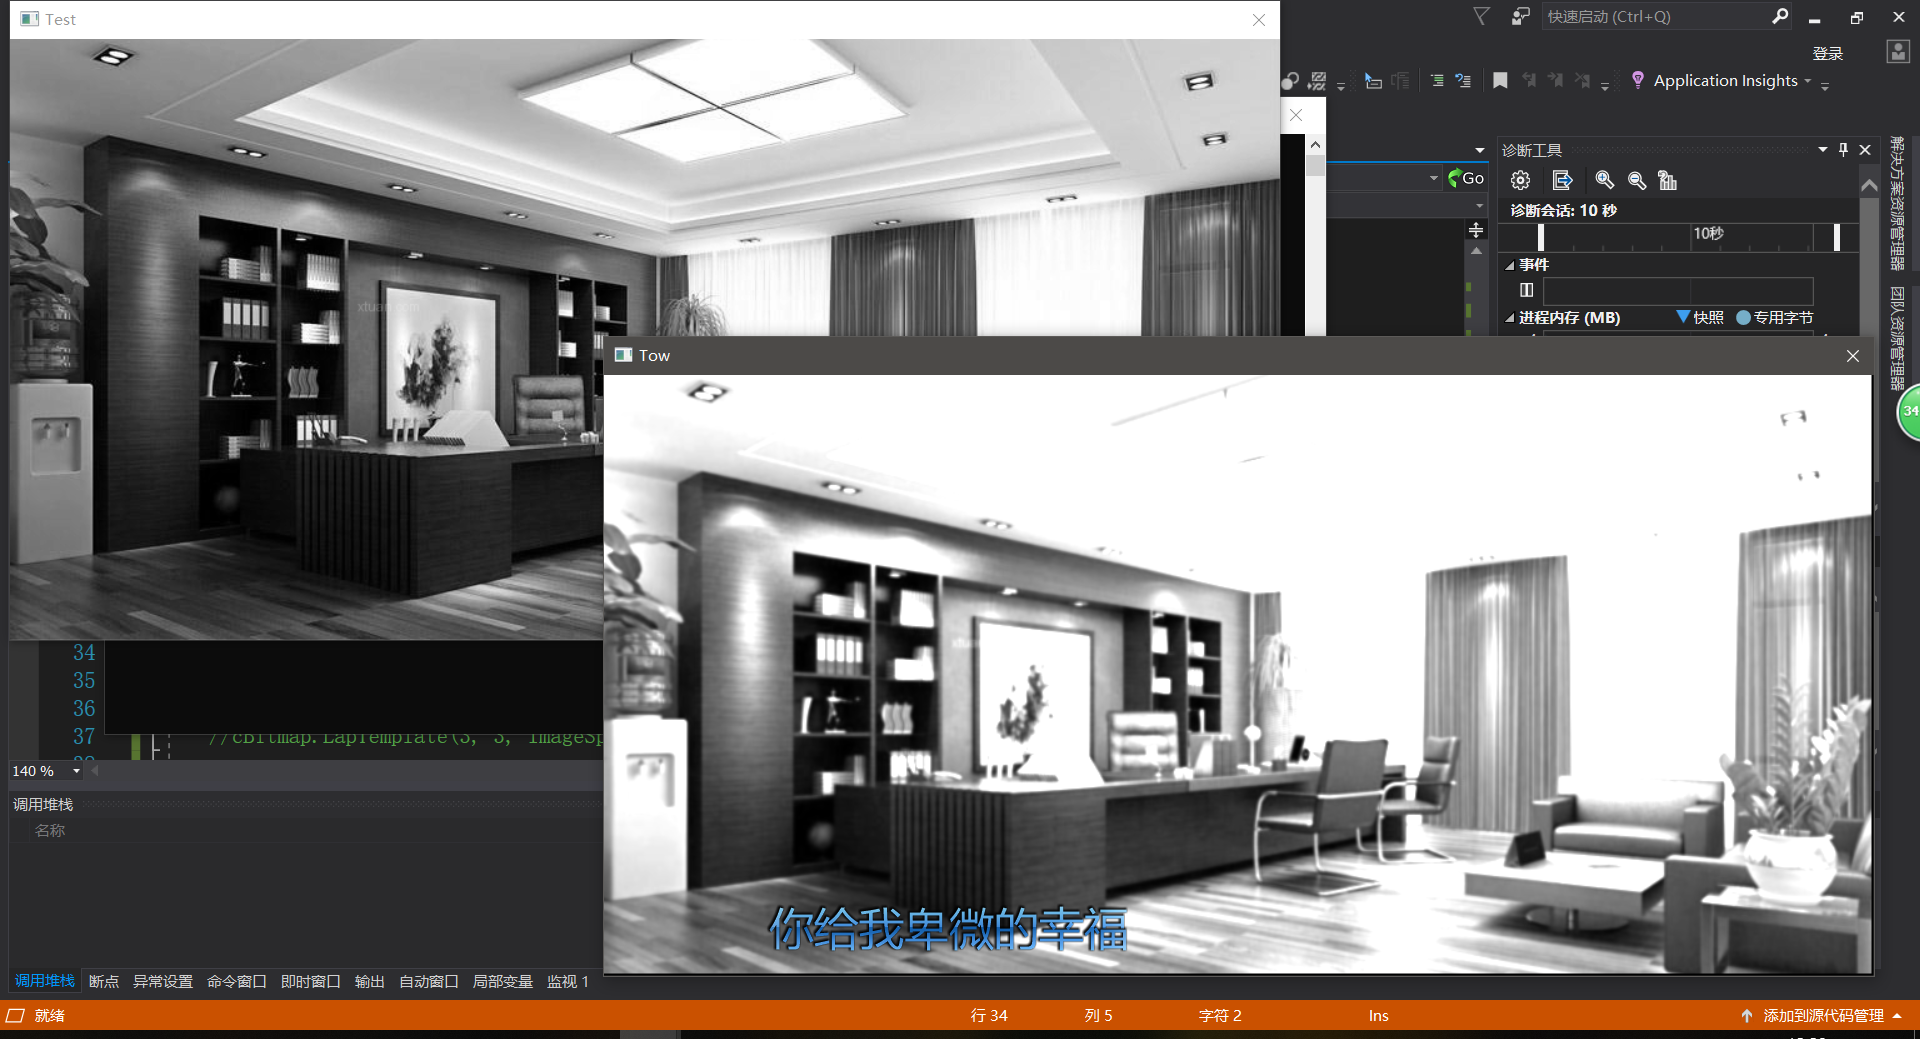 Test
快速启动 (Ctrl+Q)
登录
Application Insights
Go
诊断工具
诊断会话: 10 秒
10秒
事件
进程内存 (MB)
快照
专用字节
解决方案资源管理器
团队资源管理器
34
xtuan.com
Tow
34
35
36
37
//cBitmap.LapTemplate(3, 3, ImageSp
140 %
调用堆栈
名称
你给我卑微的幸福
调用堆栈 断点 异常设置 命令窗口 即时窗口 输出 自动窗口 局部变量 监视 1
就绪
行 34
列 5
字符 2
Ins
添加到源代码管理